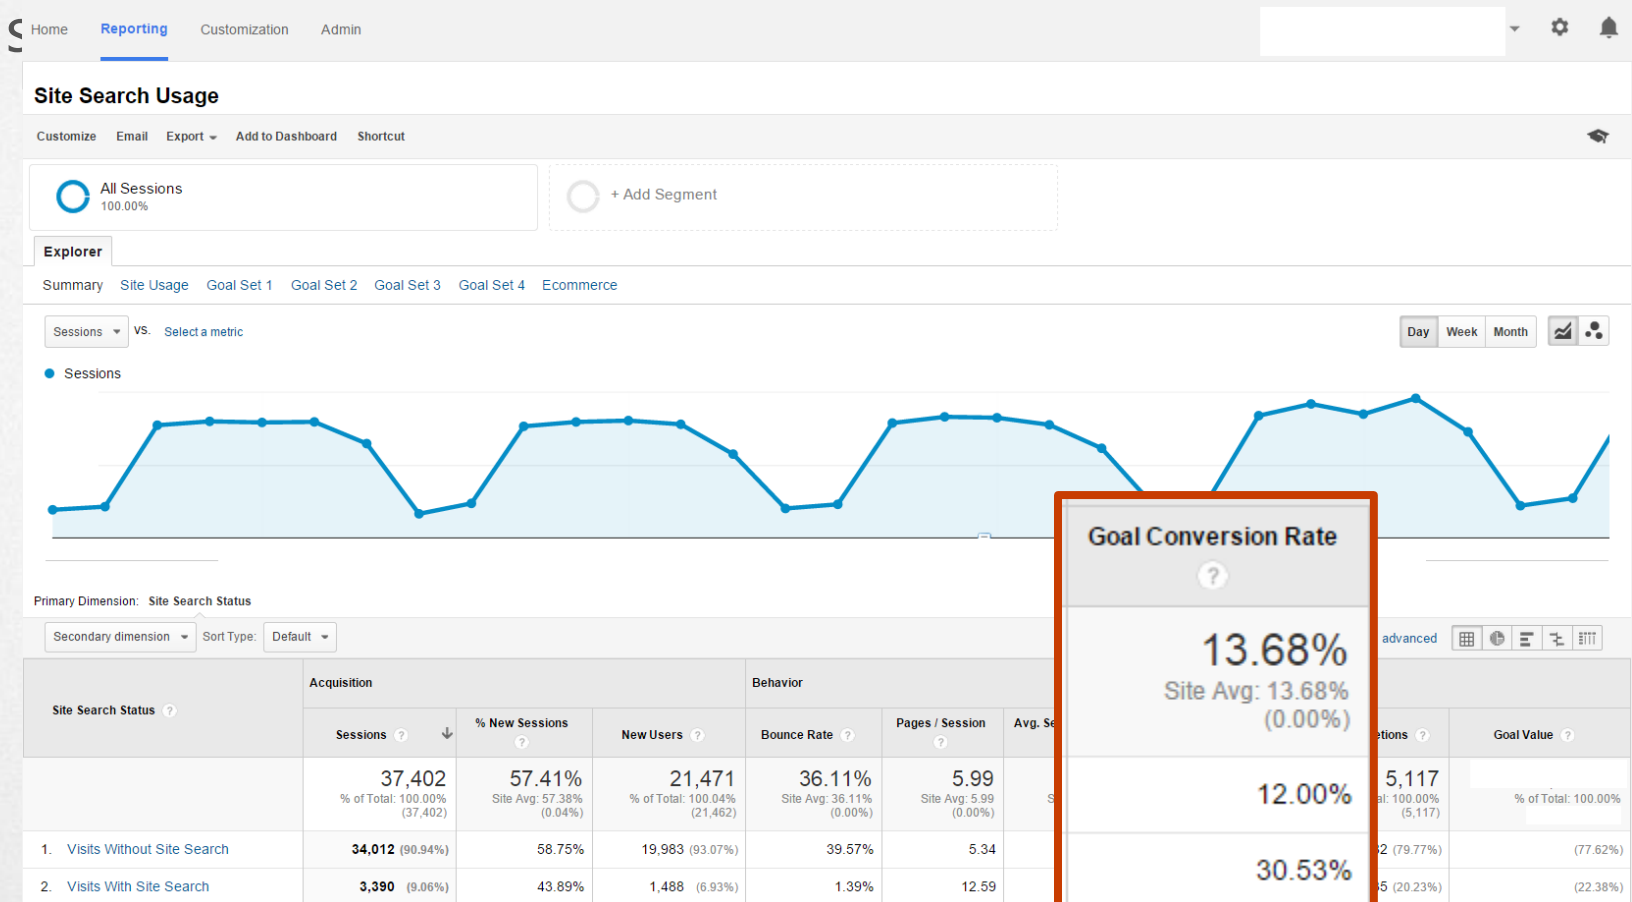 S
Home Reporting Customization Admin
Site Search Usage
Customize Email Export Add to Dashboard Shortcut
All Sessions
100.00%
+ Add Segment
Explorer
Summary Site Usage Goal Set 1 Goal Set 2 Goal Set 3 Goal Set 4 Ecommerce
Sessions VS. Select a metric
Day Week Month
Sessions
Primary Dimension: Site Search Status
Secondary dimension Sort Type: Default
advanced
Site Search Status ?
Acquisition
Behavior
Sessions ?
% New Sessions ?
New Users ?
Bounce Rate ?
Pages / Session ?
Avg. Se
Goal Conversion Rate
?
etions ?
Goal Value ?
37,402
% of Total: 100.00%
(37,402)
57.41%
Site Avg: 57.38%
(0.04%)
21,471
% of Total: 100.04%
(21,462)
36.11%
Site Avg: 36.11%
(0.00%)
5.99
Site Avg: 5.99
(0.00%)
S
13.68%
Site Avg: 13.68%
(0.00%)
5,117
al: 100.00%
(5,117)
% of Total: 100.00%
1. Visits Without Site Search 34,012 (90.94%) 58.75% 19,983 (93.07%) 39.57% 5.34 12.00% 32 (79.77%) (77.62%)
2. Visits With Site Search 3,390 (9.06%) 43.89% 1,488 (6.93%) 1.39% 12.59 30.53% 35 (20.23%) (22.38%)